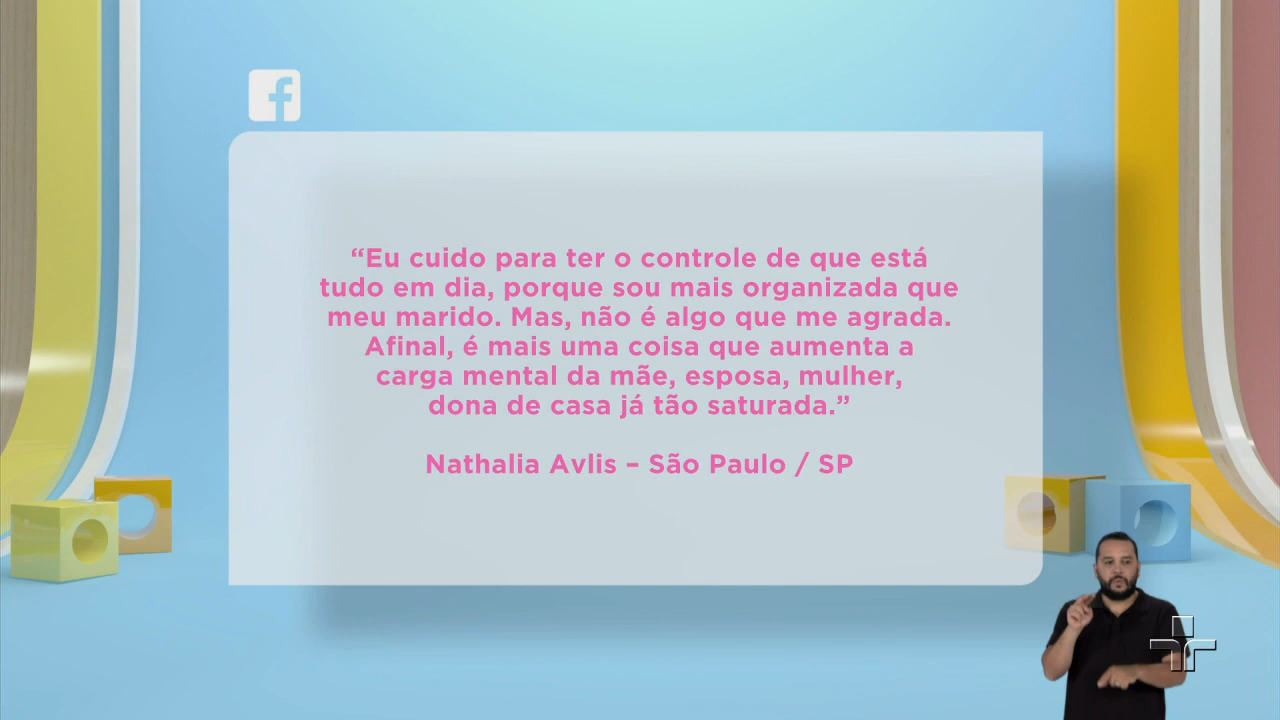 “Eu cuido para ter o controle de que está
tudo em dia, porque sou mais organizada que
meu marido. Mas, não é algo que me agrada.
Afinal, é mais uma coisa que aumenta a
carga mental da mãe, esposa, mulher,
dona de casa já tão saturada.”
Nathalia Avlis – São Paulo / SP